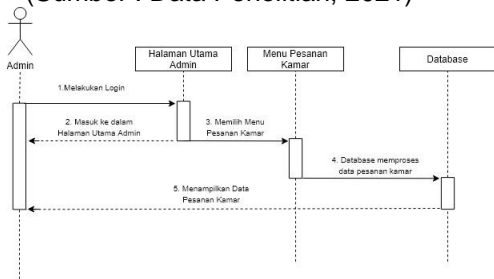 (Sumber : Data Penelitian, 2021)
Admin
Halaman Utama
Admin
Menu Pesanan
Kamar
Database
1.Melakukan Login
2. Masuk ke dalam
Halaman Utama Admin
3. Memilih Menu
Pesanan Kamar
4. Database memproses
data pesanan kamar
5. Menampilkan Data
Pesanan Kamar